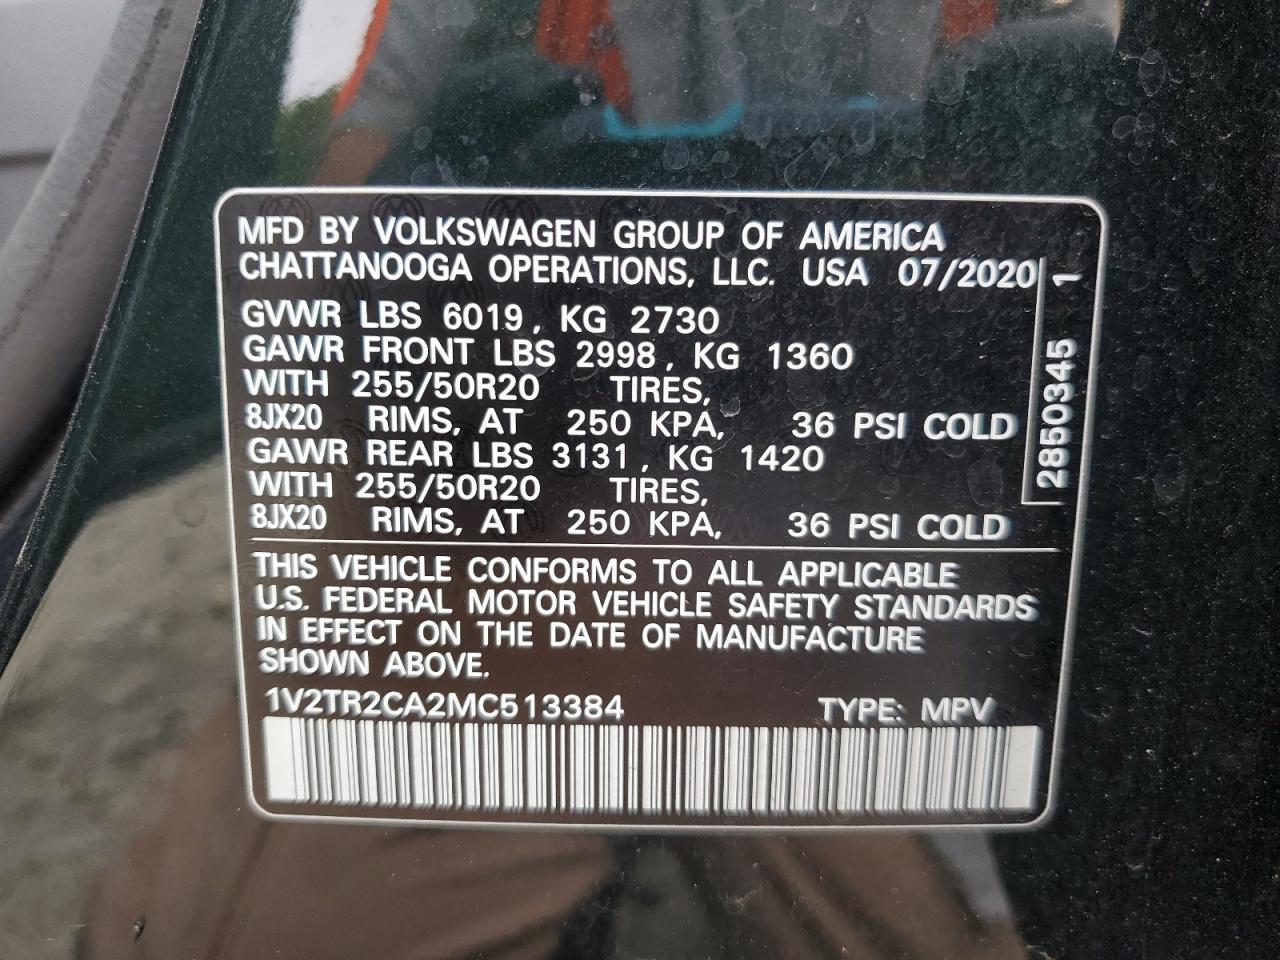 MFD BY VOLKSWAGEN GROUP OF AMERICA
CHATTANOOGA OPERATIONS, LLC. USA 07/2020
GVWR LBS 6019, KG 2730
GAWR FRONT LBS 2998, KG 1360
WITH 255/50R20 TIRES,
8JX20 RIMS, AT 250 KPA, 36 PSI COLD
GAWR REAR LBS 3131, KG 1420
WITH 255/50R20 TIRES,
8JX20 RIMS, AT 250 KPA, 36 PSI COLD
2850345 1
THIS VEHICLE CONFORMS TO ALL APPLICABLE
U.S. FEDERAL MOTOR VEHICLE SAFETY STANDARDS
IN EFFECT ON THE DATE OF MANUFACTURE
SHOWN ABOVE.
1V2TR2CA2MC513384 TYPE: MPV